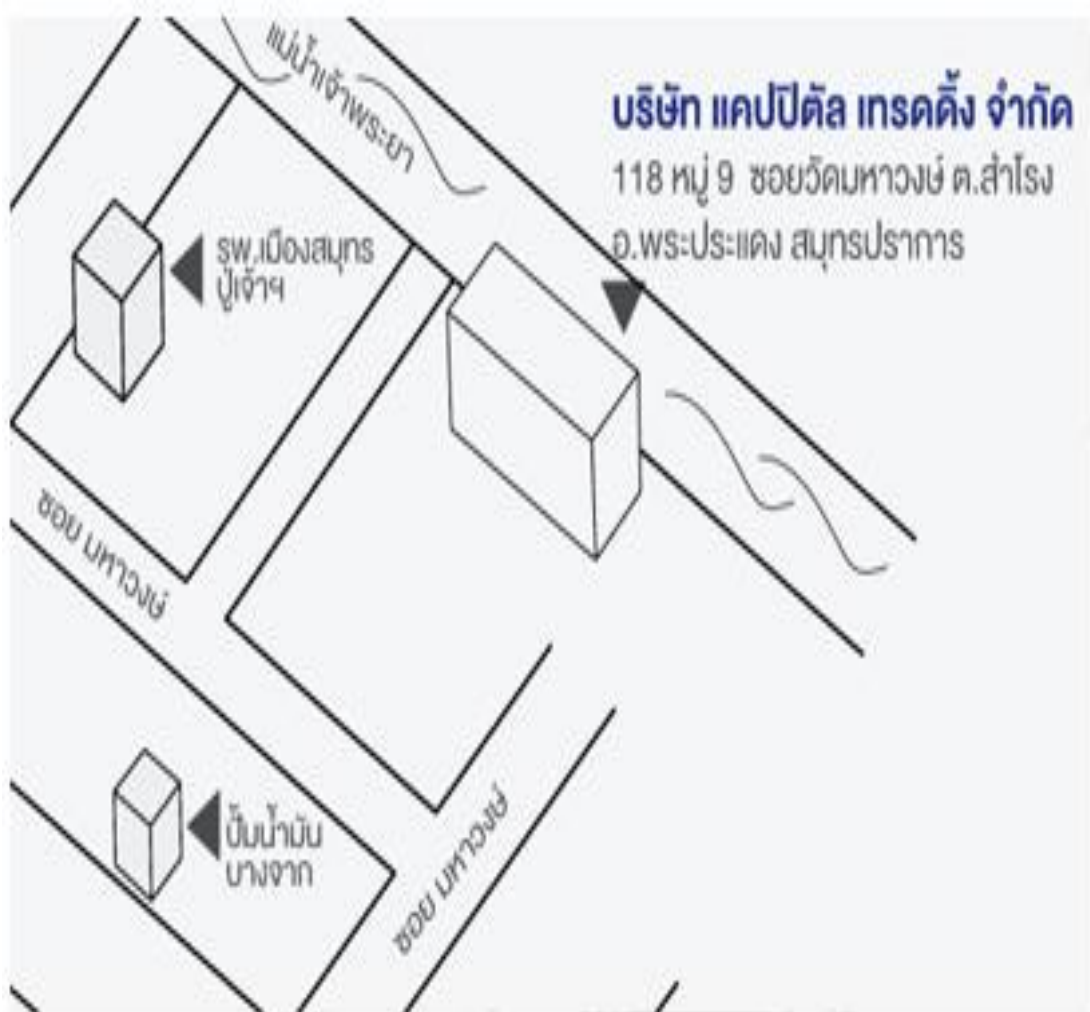 แม่น้ำเจ้าพระยา
บริษัท แคปปิตัล เทรดดิ้ง จำกัด
118 หมู่ 9 ซอยวัดมหาวงษ์ ต.สำโรง
อ.พระประแดง สมุทรปราการ
รพ.เมืองสมุทร
ปู่เจ้าฯ
ซอย มหาวงษ์
ปั๊มน้ำมัน
บางจาก
ซอย มหาวงษ์